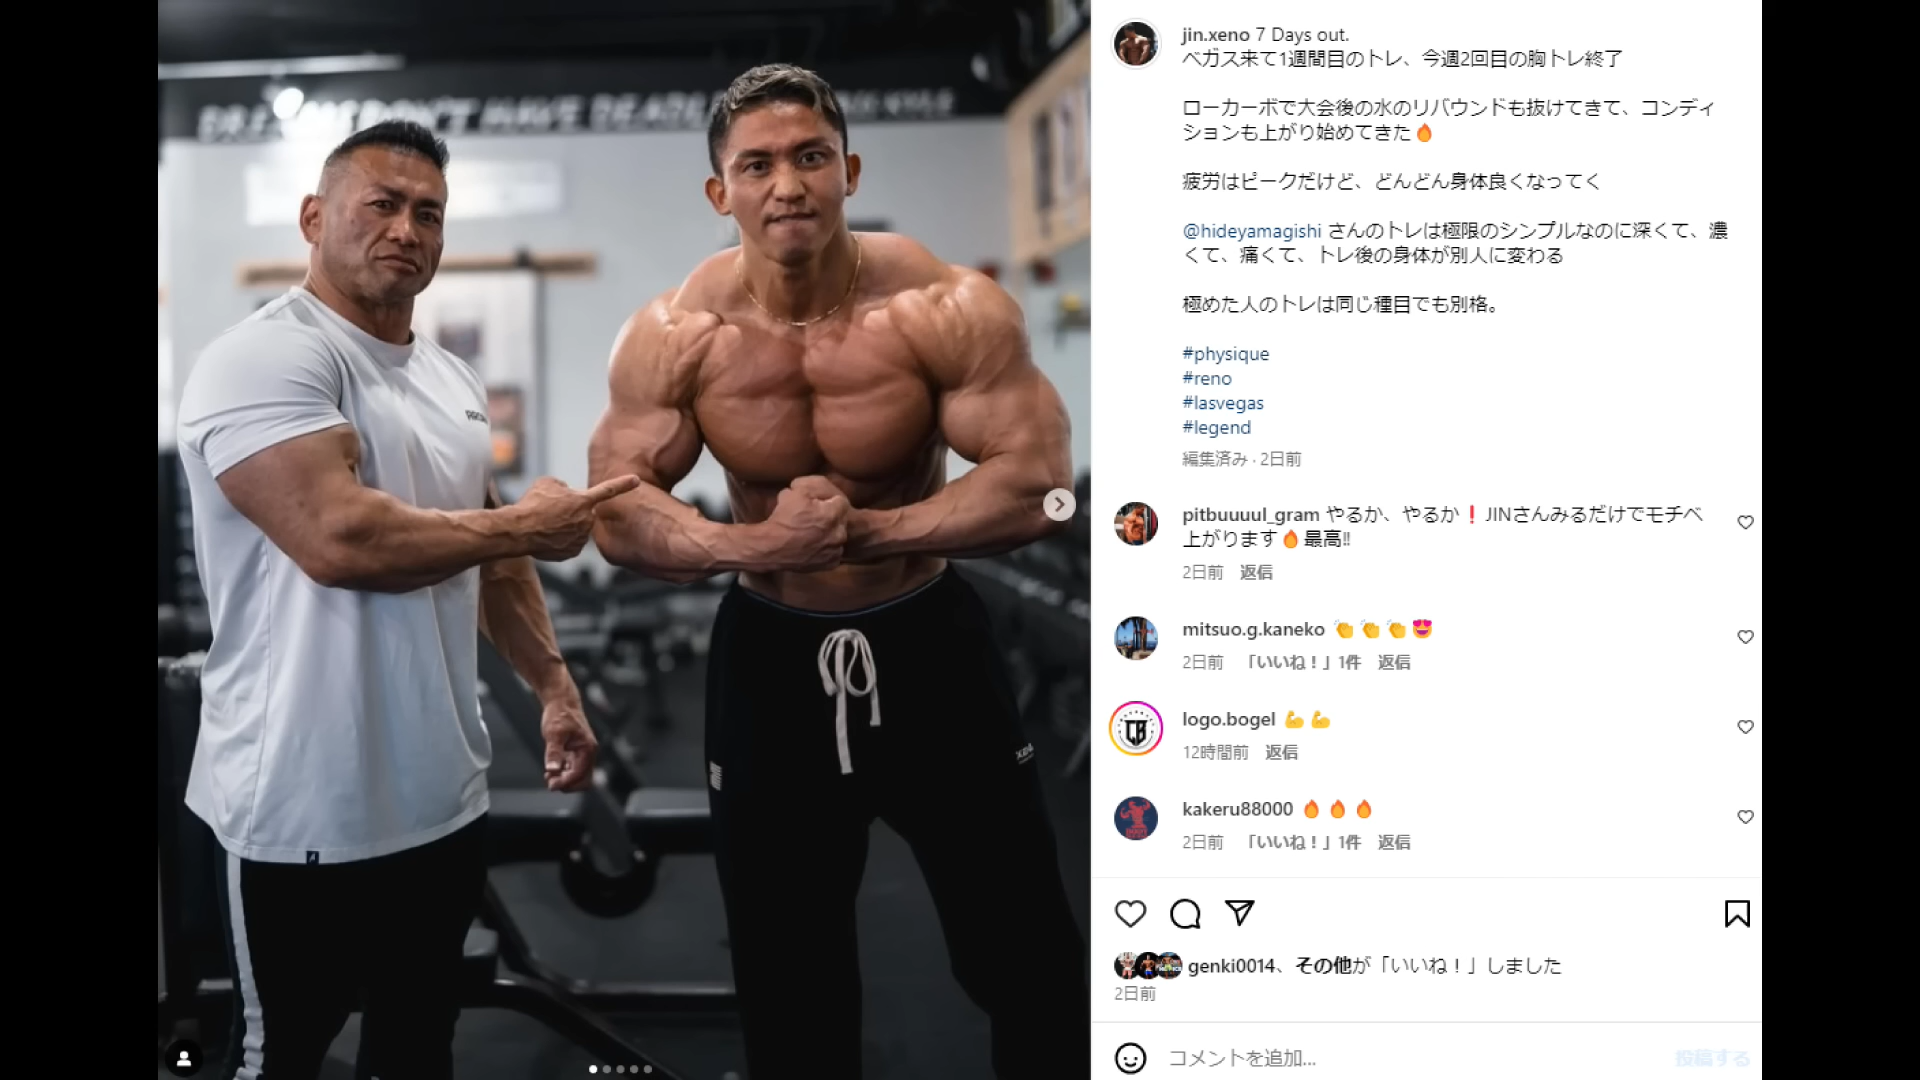 DREAMS DON'T HAVE DEADLINES
jin.xeno 7 Days out.
ベガス来て1週間目のトレ、今週2回目の胸トレ終了
ローカーボで大会後の水のリバウンドも抜けてきて、コンディ
ションも上がり始めてきた🔥
疲労はピークだけど、どんどん身体良くなってく
@hideyamagishi さんのトレは極限のシンプルなのに深くて、濃
くて、痛くて、トレ後の身体が別人に変わる
極めた人のトレは同じ種目でも別格。
#physique
#reno
#lasvegas
#legend
編集済み · 2日前
pitbuuuul_gram やるか、やるか❗JINさんみるだけでモチベ
上がります🔥最高‼
2日前 返信
mitsuo.g.kaneko 👏👏👏😍
2日前 「いいね！」1件 返信
logo.bogel 💪💪
12時間前 返信
kakeru88000 🔥🔥🔥
2日前 「いいね！」1件 返信
genki0014、その他が「いいね！」しました
2日前
コメントを追加...
投稿する